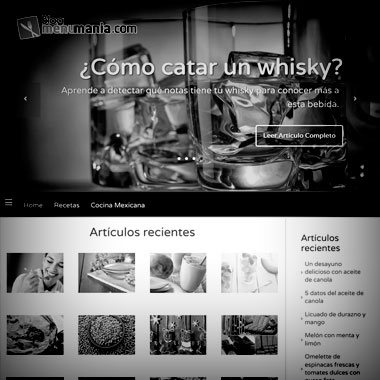 Blog
menumania.com
¿Cómo catar un whisky?
Aprende a detectar qué notas tiene tu whisky para conocer más a
esta bebida.
Leer Artículo Completo
Home Recetas Cocina Mexicana
Artículos recientes
Artículos
recientes
Un desayuno
delicioso con aceite
de canola
5 datos del aceite de
canola
Licuado de durazno y
mango
Melón con menta y
limón
Omelette de
espinacas frescas y
tomates dulces con